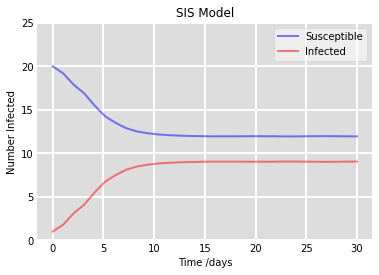 SIS Model
25
20
15
10
5
0
Number Infected
Susceptible
Infected
0 5 10 15 20 25 30
Time /days